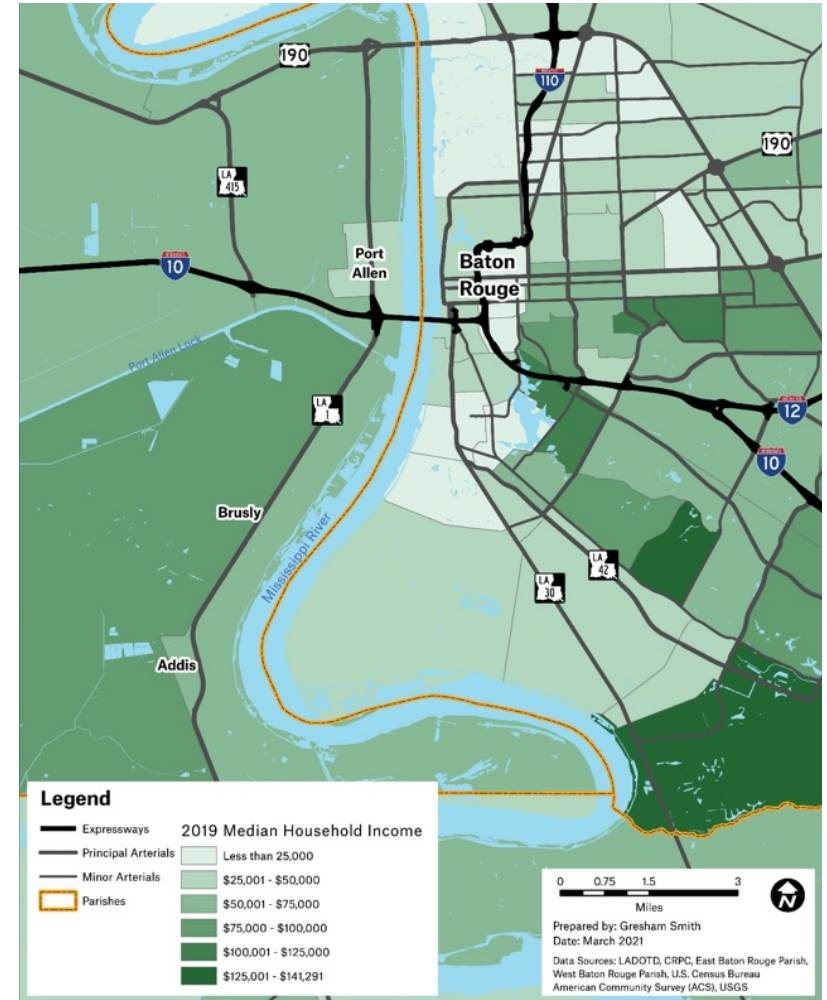 190
INTERSTATE
110
190
LA
415
Port
Allen
Baton
Rouge
INTERSTATE
10
Port Allen Lock
LA
1
INTERSTATE
12
INTERSTATE
10
Brusly
Mississippi River
LA
42
LA
30
Addis
Legend
Expressways
Principal Arterials
Minor Arterials
Parishes
2019 Median Household Income
Less than 25,000
$25,001 - $50,000
$50,001 - $75,000
$75,000 - $100,000
$100,001 - $125,000
$125,001 - $141,291
0 0.75 1.5 3
Miles
N
Prepared by: Gresham Smith
Date: March 2021
Data Sources: LADOTD, CRPC, East Baton Rouge Parish,
West Baton Rouge Parish, U.S. Census Bureau
American Community Survey (ACS), USGS